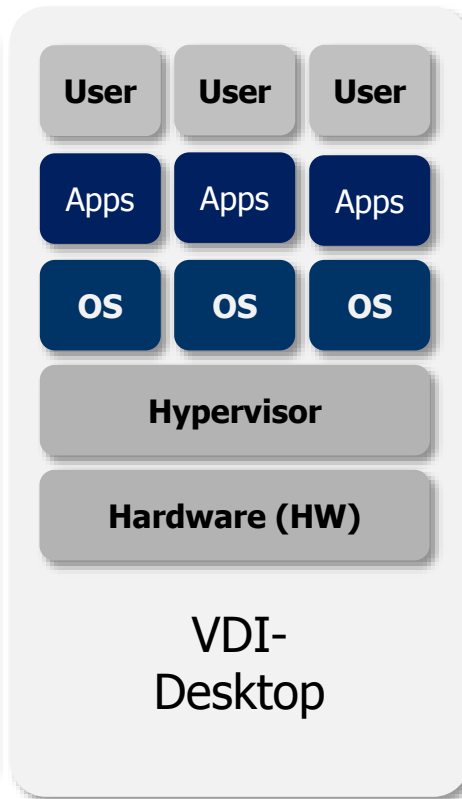 User User User
Apps Apps Apps
OS OS OS
Hypervisor
Hardware (HW)
VDI-
Desktop